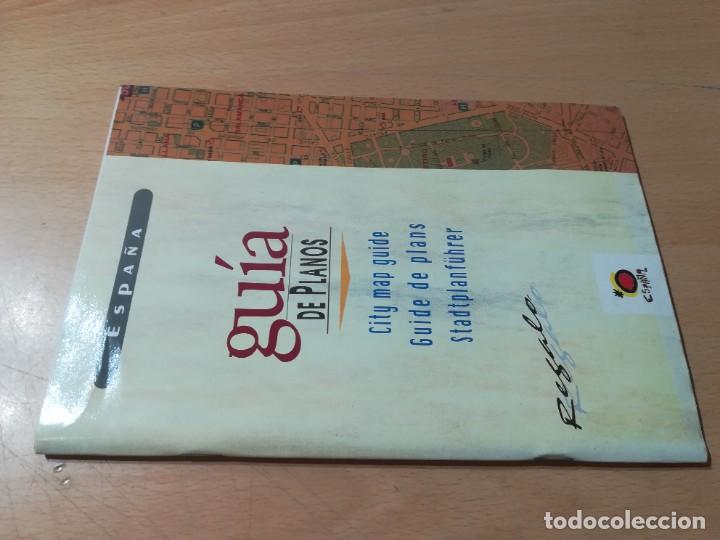 ESPAÑA
guía
DE PLANOS
City map guide
Guide de plans
Stadtplanführer
Regalo
ESPAÑA
todocoleccion